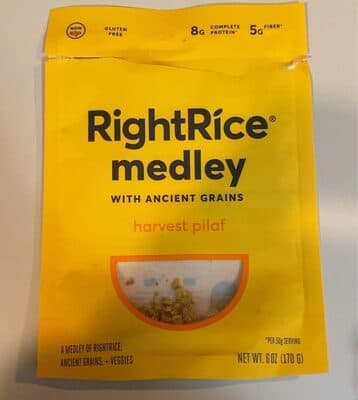 NON
GMO
GLUTEN
FREE
8G COMPLETE
PROTEIN*
5G FIBER*
RightRice®
medley
WITH ANCIENT GRAINS
harvest pilaf
*PER 50g SERVING
A MEDLEY OF RIGHTRICE,
ANCIENT GRAINS, + VEGGIES
NET WT. 6 OZ (170 G)